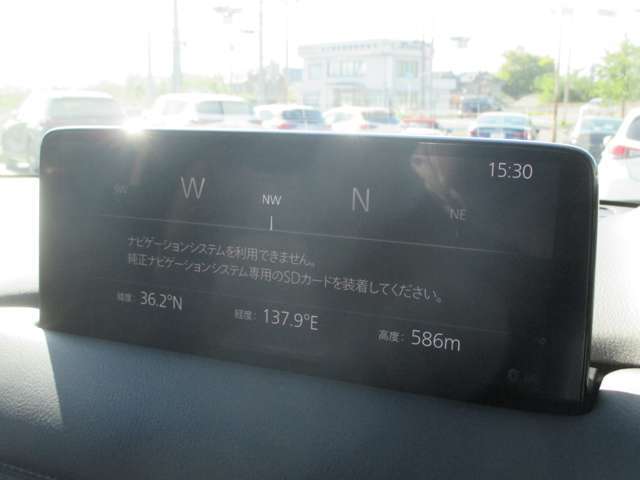 15:30
SW W NW N NE
ナビゲーションシステムを利用できません。
純正ナビゲーションシステム専用のSDカードを装着してください。
緯度: 36.2°N 経度: 137.9°E 高度: 586m